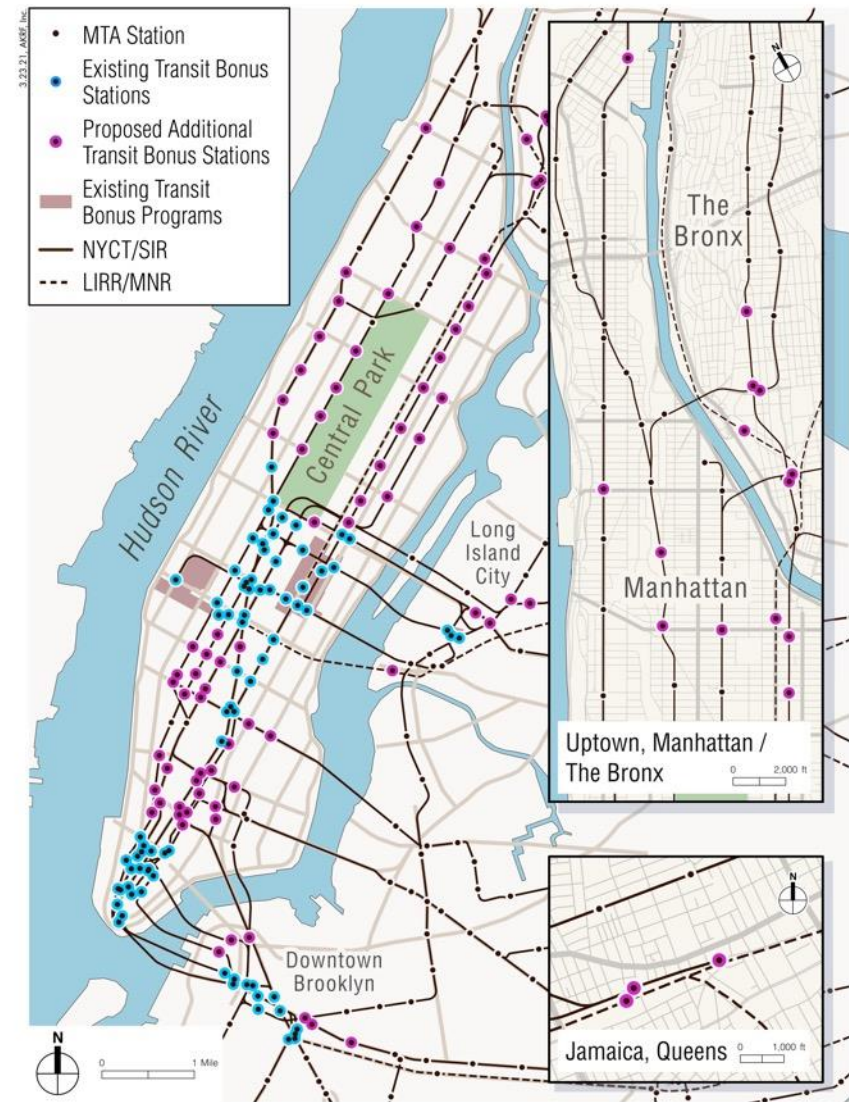 3.23.21, AKRF, Inc.
MTA Station
Existing Transit Bonus
Stations
Proposed Additional
Transit Bonus Stations
Existing Transit
Bonus Programs
NYCT/SIR
LIRR/MNR
Hudson River
Central Park
Long
Island
City
Downtown
Brooklyn
N
1 Mile
0
N
The
Bronx
Manhattan
Uptown, Manhattan /
The Bronx
0 2,000 ft
N
Jamaica, Queens
0 1,000 ft